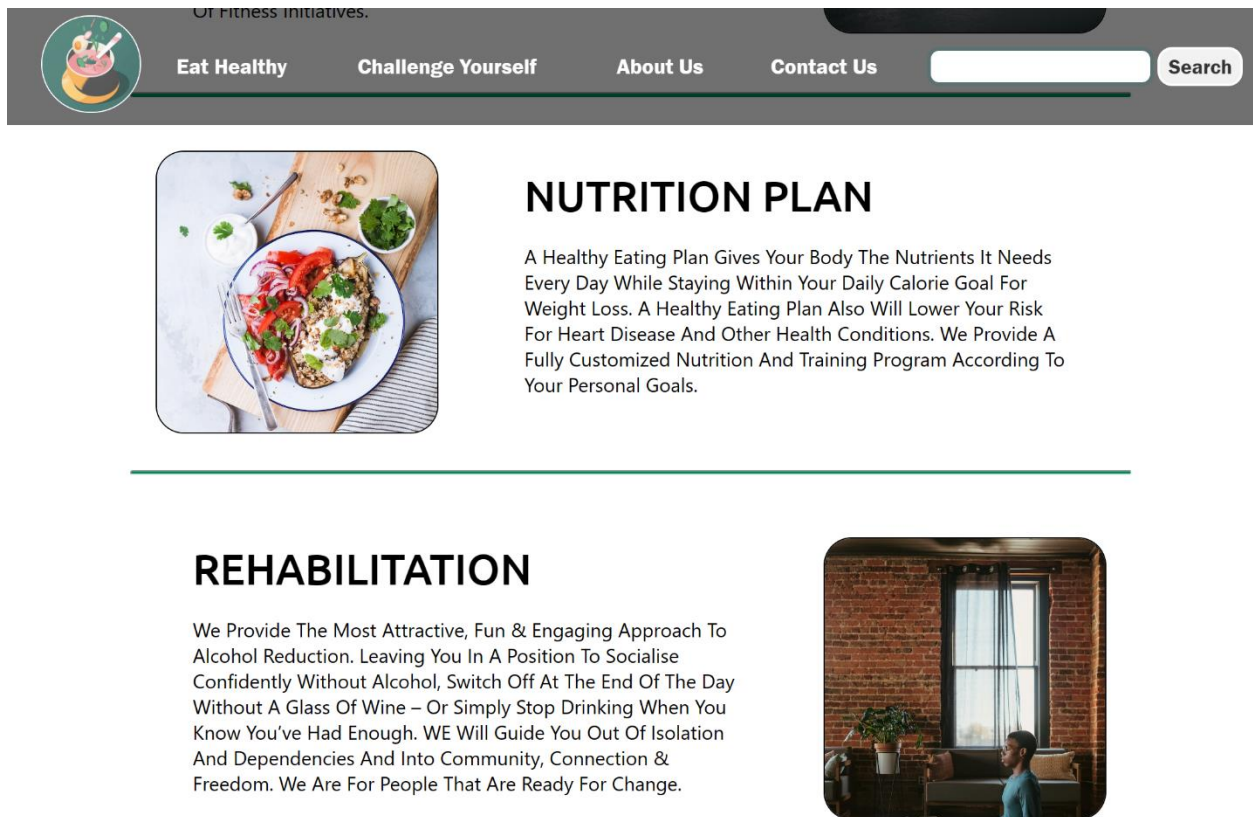 Of Fitness Initiatives.
Eat Healthy
Challenge Yourself
About Us
Contact Us
Search
NUTRITION PLAN
A Healthy Eating Plan Gives Your Body The Nutrients It Needs
Every Day While Staying Within Your Daily Calorie Goal For
Weight Loss. A Healthy Eating Plan Also Will Lower Your Risk
For Heart Disease And Other Health Conditions. We Provide A
Fully Customized Nutrition And Training Program According To
Your Personal Goals.
REHABILITATION
We Provide The Most Attractive, Fun & Engaging Approach To
Alcohol Reduction. Leaving You In A Position To Socialise
Confidently Without Alcohol, Switch Off At The End Of The Day
Without A Glass Of Wine – Or Simply Stop Drinking When You
Know You’ve Had Enough. WE Will Guide You Out Of Isolation
And Dependencies And Into Community, Connection &
Freedom. We Are For People That Are Ready For Change.